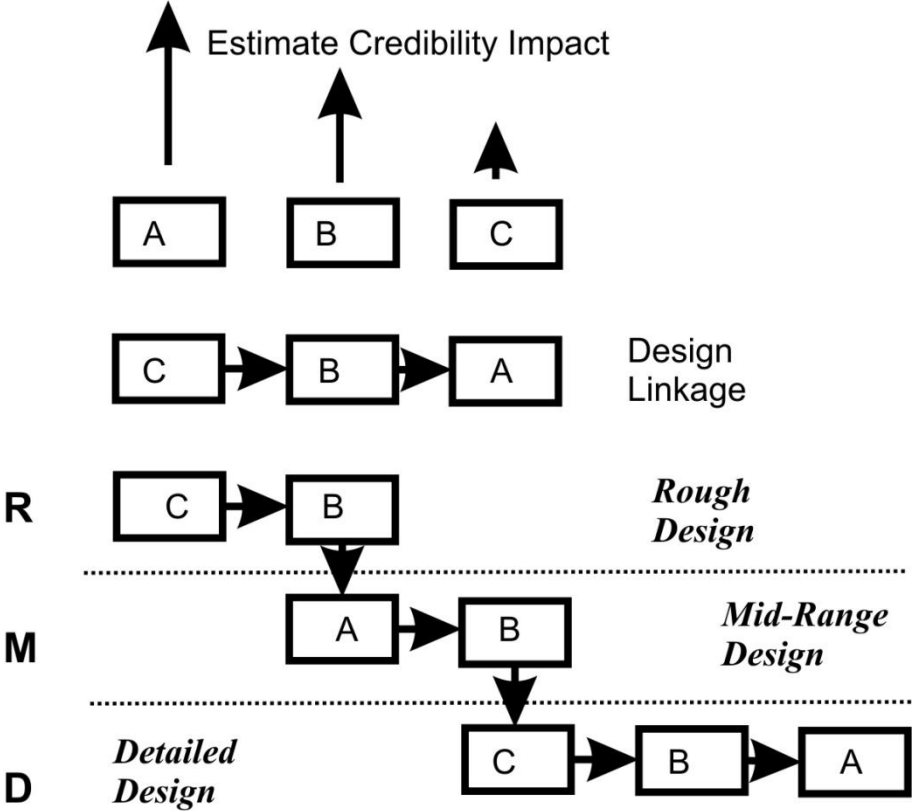 Estimate Credibility Impact
A B C
C B A
Design
Linkage
R C B
Rough
Design
M A B
Mid-Range
Design
D
Detailed
Design
C B A